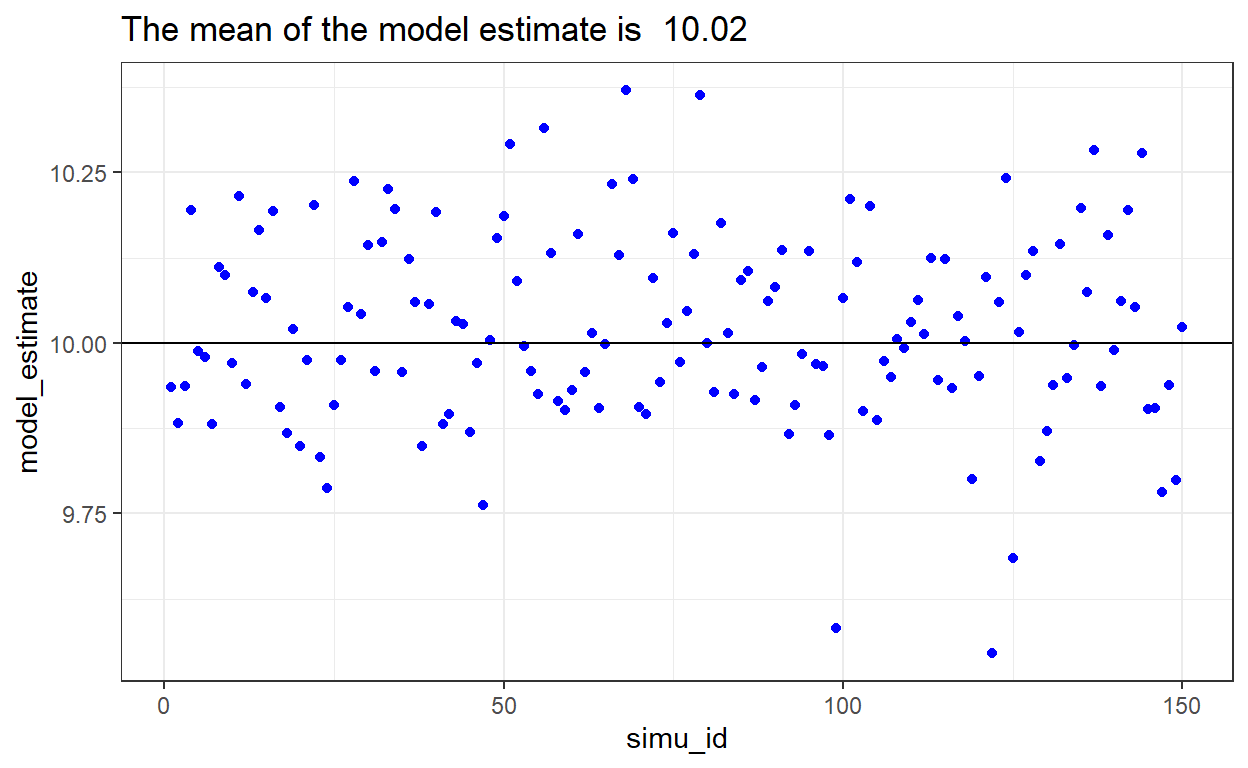 The mean of the model estimate is  10.02
model_estimate
10.25
10.00
9.75
0
50
100
150
simu_id